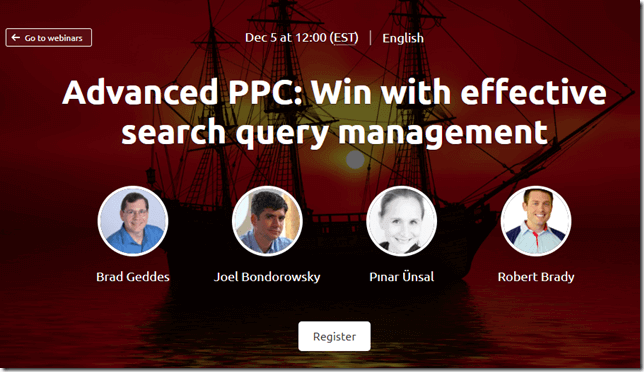 ← Go to webinars
Dec 5 at 12:00 (EST) | English
Advanced PPC: Win with effective
search query management
Brad Geddes
Joel Bondorowsky
Pınar Ünsal
Robert Brady
Register